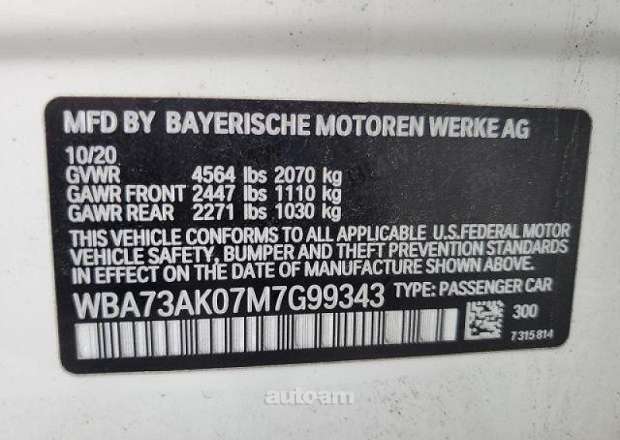 MFD BY BAYERISCHE MOTOREN WERKE AG
10/20
GVWR 4564 lbs 2070 kg
GAWR FRONT 2447 lbs 1110 kg
GAWR REAR 2271 lbs 1030 kg
THIS VEHICLE CONFORMS TO ALL APPLICABLE U.S.FEDERAL MOTOR
VEHICLE SAFETY, BUMPER AND THEFT PREVENTION STANDARDS
IN EFFECT ON THE DATE OF MANUFACTURE SHOWN ABOVE.
WBA73AK07M7G99343 TYPE: PASSENGER CAR
300
7 315 814
auto.am